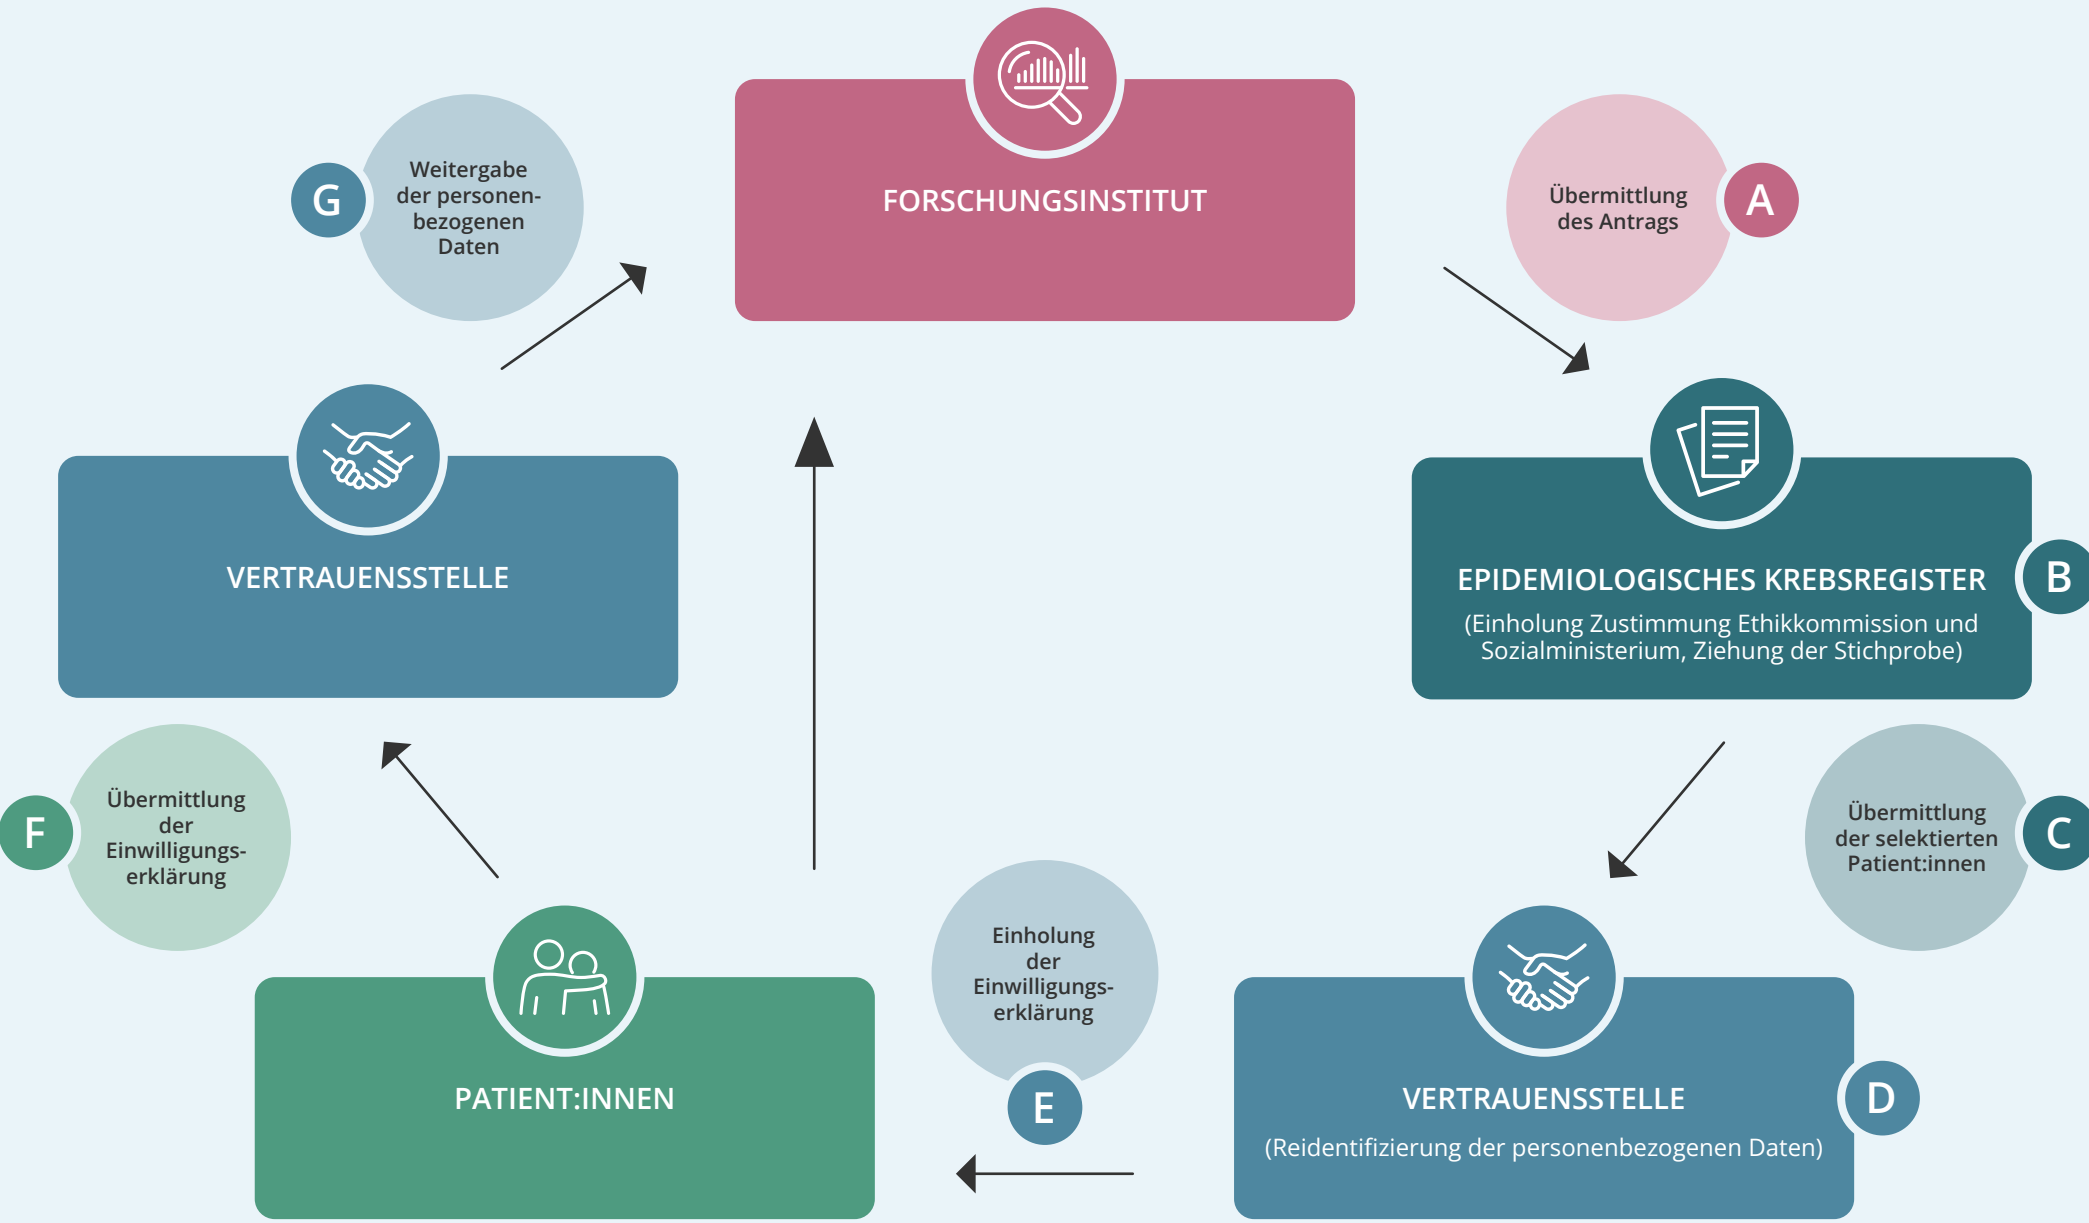 FORSCHUNGSINSTITUT
Übermittlung
des Antrags
A
EPIDEMIOLOGISCHES KREBSREGISTER
(Einholung Zustimmung Ethikkommission und
Sozialministerium, Ziehung der Stichprobe)
B
Übermittlung
der selektierten
Patient:innen
C
VERTRAUENSSTELLE
(Reidentifizierung der personenbezogenen Daten)
D
Einholung
der
Einwilligungs-
erklärung
E
PATIENT:INNEN
Übermittlung
der
Einwilligungs-
erklärung
F
VERTRAUENSSTELLE
Weitergabe
der personen-
bezogenen
Daten
G